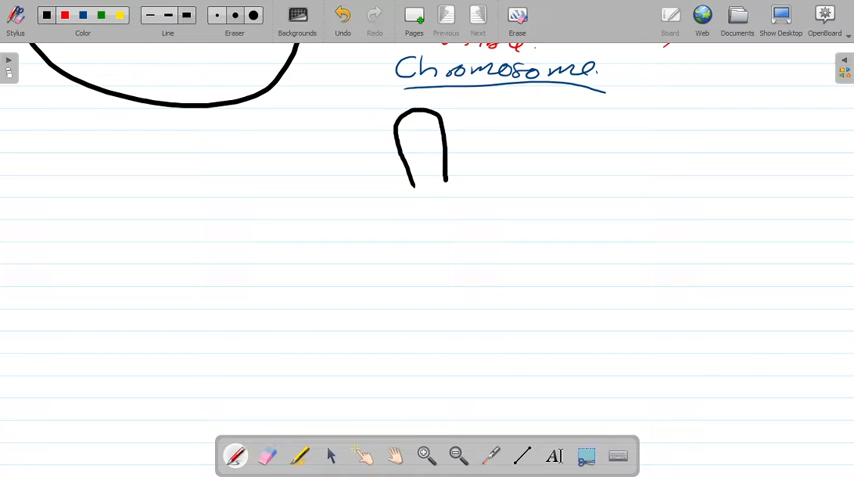 Stylus
Color
Line
Eraser
Backgrounds
Undo
Redo
Pages
Previous
Next
Erase
Board
Web
Documents
Show Desktop
OpenBoard
Chromosome.